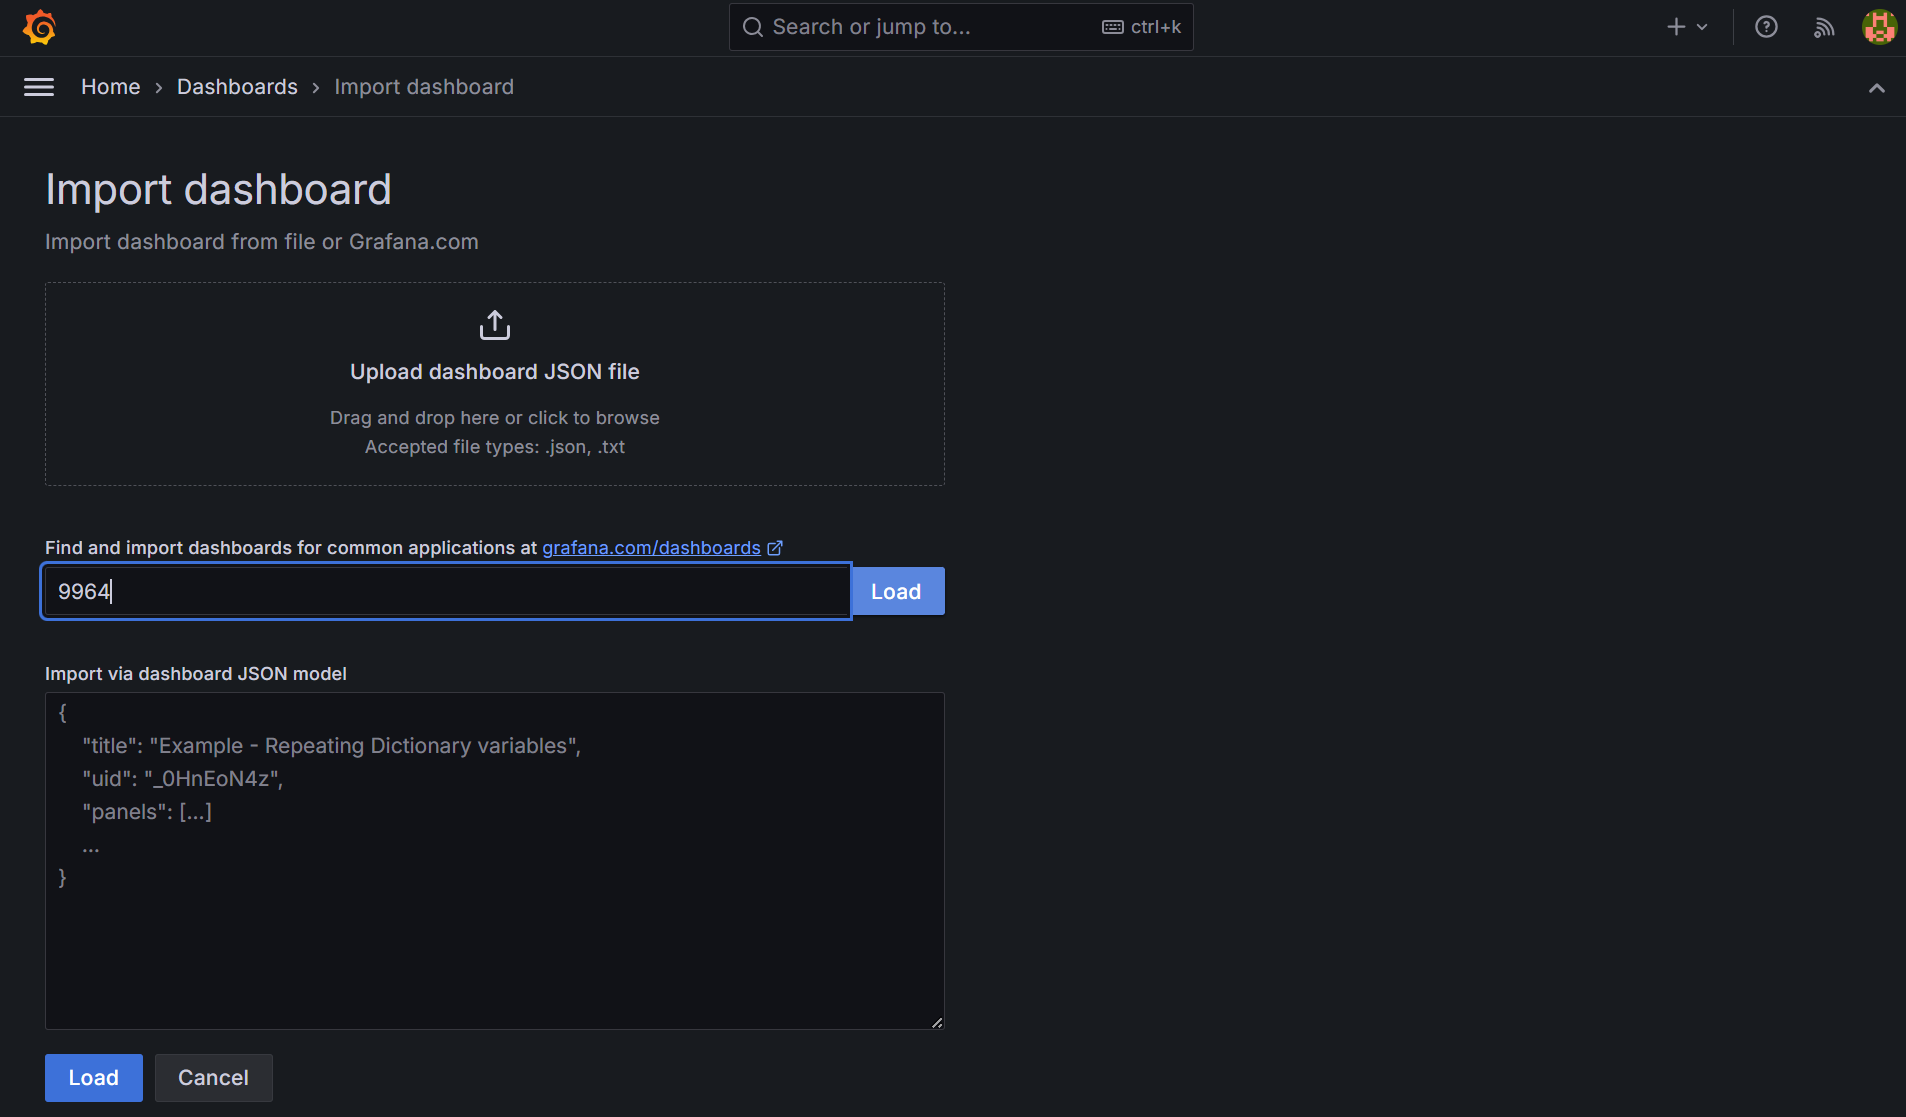 Search or jump to... ctrl+k
Home › Dashboards › Import dashboard
Import dashboard
Import dashboard from file or Grafana.com
Upload dashboard JSON file
Drag and drop here or click to browse
Accepted file types: .json, .txt
Find and import dashboards for common applications at grafana.com/dashboards
9964 Load
Import via dashboard JSON model
{
"title": "Example - Repeating Dictionary variables",
"uid": "_0HnEoN4z",
"panels": [...]
...
}
Load Cancel